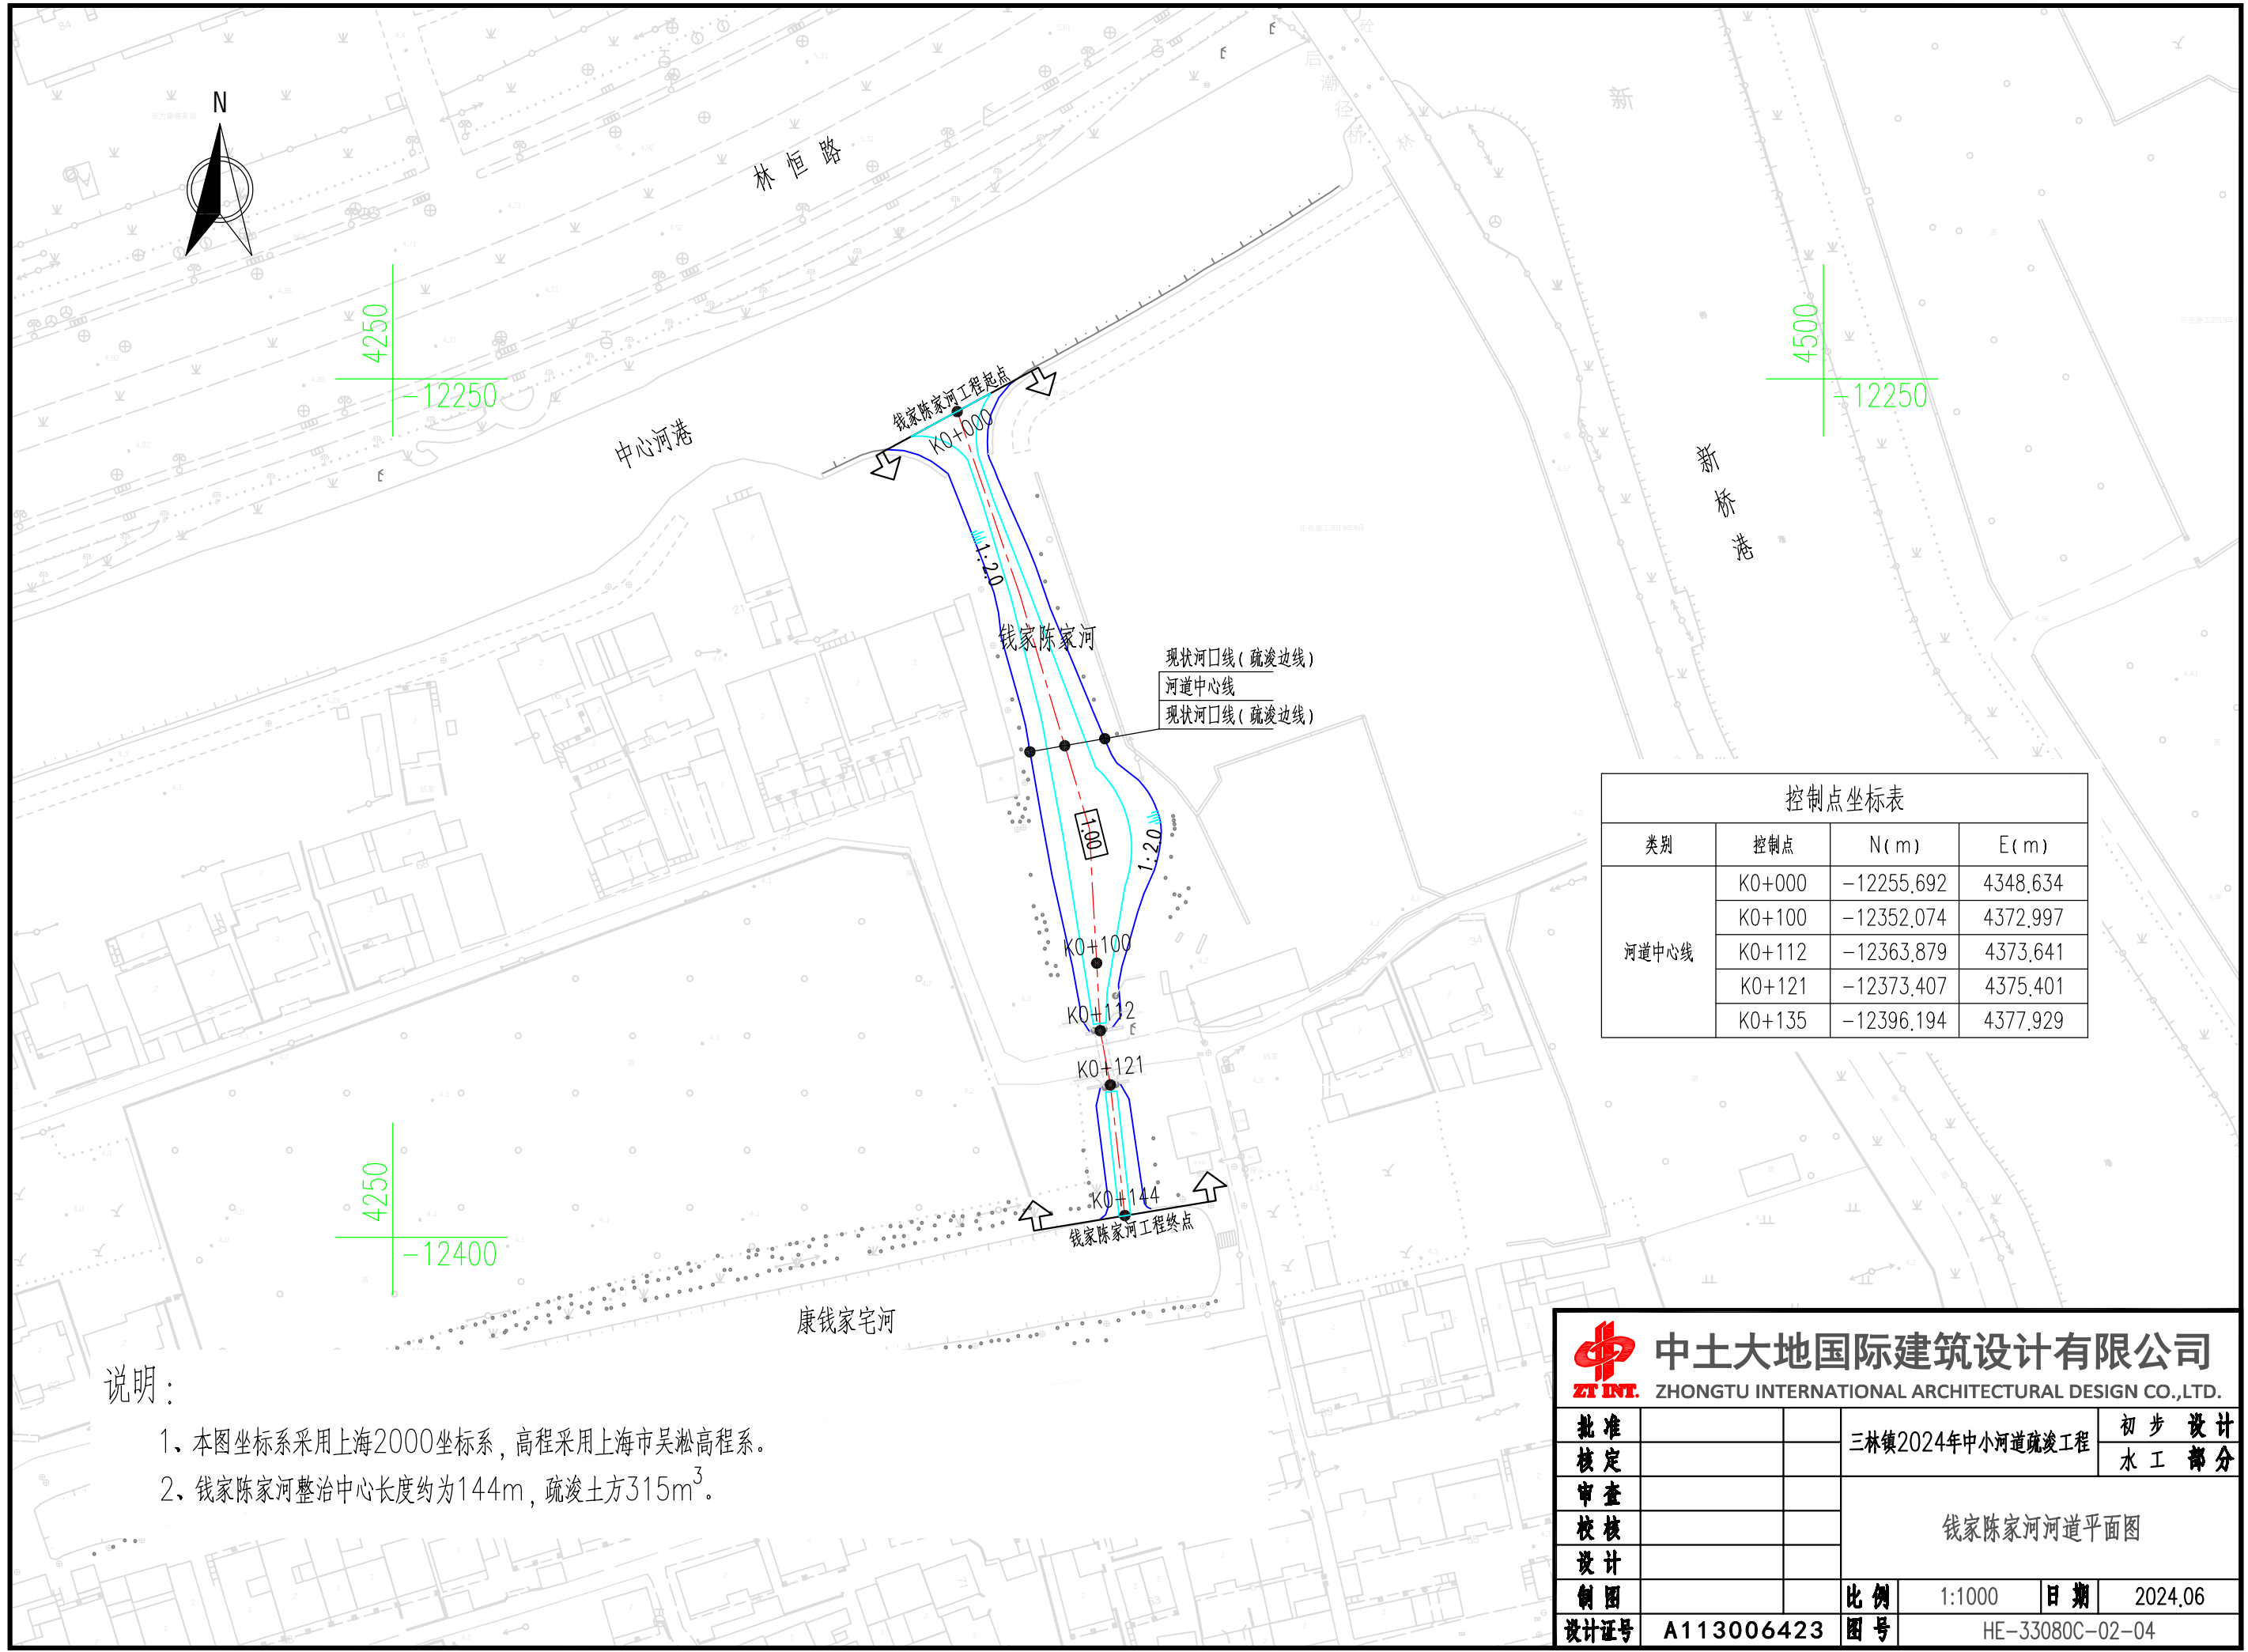 N
林恒路
后潮径桥
新
4250
-12250
4500
-12250
钱家陈家河工程起点
K0+000
中心河港
新桥港
1:2.0
钱家陈家河
现状河口线(疏浚边线)
河道中心线
现状河口线(疏浚边线)
1.00
1:2.0
K0+100
K0+112
K0+121
K0+144
钱家陈家河工程终点
4250
-12400
康钱家宅河
控制点坐标表
类别 控制点 N(m) E(m)
河道中心线
K0+000 -12255.692 4348.634
K0+100 -12352.074 4372.997
K0+112 -12363.879 4373.641
K0+121 -12373.407 4375.401
K0+135 -12396.194 4377.929
说明:
1、本图坐标系采用上海2000坐标系,高程采用上海市吴淞高程系。
2、钱家陈家河整治中心长度约为144m,疏浚土方315m³。
ZT INT.
中土大地国际建筑设计有限公司
ZHONGTU INTERNATIONAL ARCHITECTURAL DESIGN CO.,LTD.
批准
核定
审查
校核
设计
制图
设计证号 A113006423
三林镇2024年中小河道疏浚工程
初步 设计
水工 部分
钱家陈家河河道平面图
比例 1:1000 日期 2024.06
图号 HE-33080C-02-04